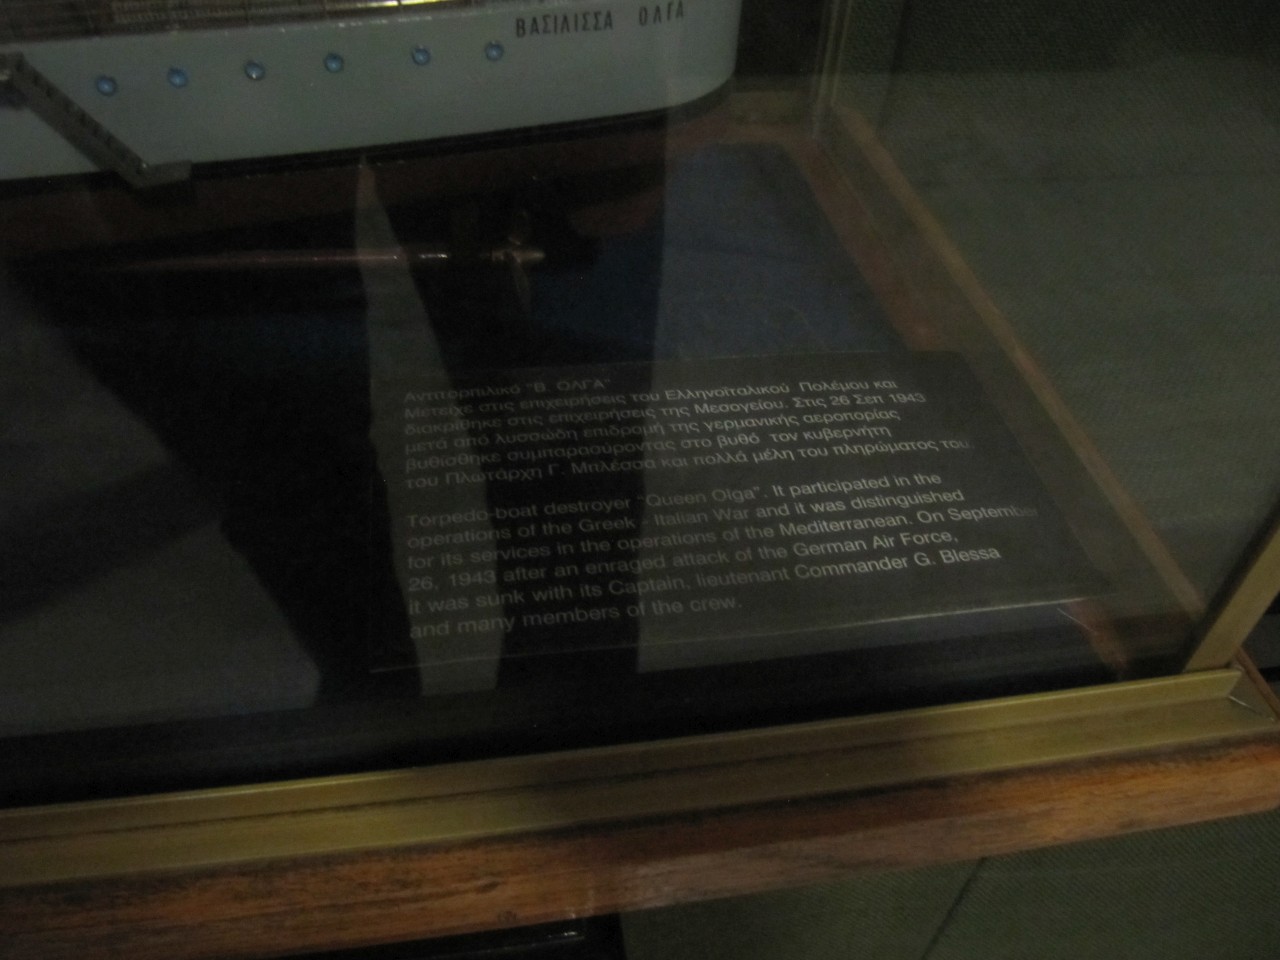 ΒΑΣΙΛΙΣΣΑ ΟΛΓΑ
Αντιτορπιλικό "Β. ΟΛΓΑ"
Μετείχε στις επιχειρήσεις του Ελληνοϊταλικού Πολέμου και
διακρίθηκε στις επιχειρήσεις της Μεσογείου. Στις 26 Σεπ 1943
μετά από λυσσώδη επιδρομή της γερμανικής αεροπορίας
βυθίσθηκε συμπαρασύροντας στο βυθό τον κυβερνήτη
του Πλωτάρχη Γ. Μπλέσσα και πολλά μέλη του πληρώματος του
Torpedo-boat destroyer "Queen Olga". It participated in the
operations of the Greek - Italian War and it was distinguished
for its services in the operations of the Mediterranean. On September
26, 1943 after an enraged attack of the German Air Force,
it was sunk with its Captain, lieutenant Commander G. Blessa
and many members of the crew.